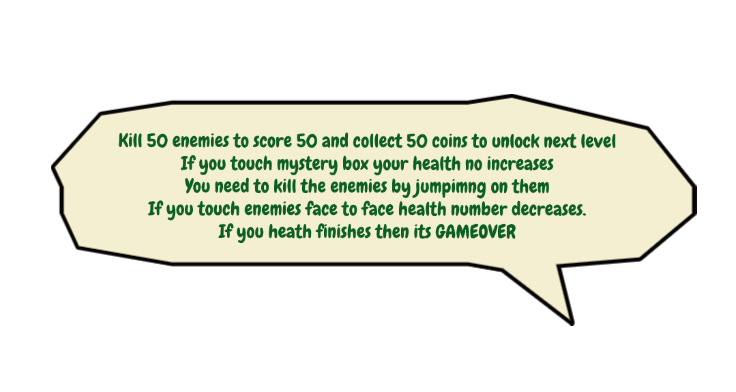 Kill 50 enemies to score 50 and collect 50 coins to unlock next level
If you touch mystery box your health no increases
You need to kill the enemies by jumpimng on them
If you touch enemies face to face health number decreases.
If you heath finishes then its GAMEOVER